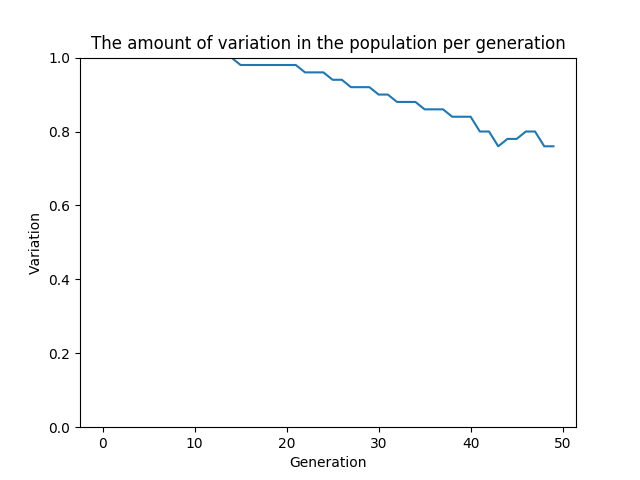 The amount of variation in the population per generation
1.0
0.8
0.6
0.4
0.2
0.0
Variation
0 10 20 30 40 50
Generation